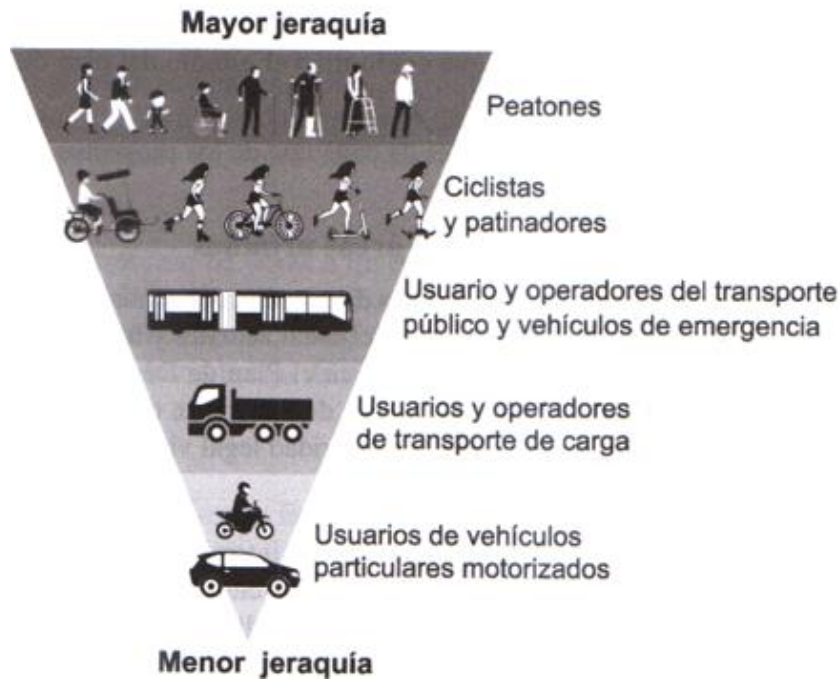 Mayor jeraquía
Peatones
Ciclistas
y patinadores
Usuario y operadores del transporte
público y vehículos de emergencia
Usuarios y operadores
de transporte de carga
Usuarios de vehículos
particulares motorizados
Menor jeraquía